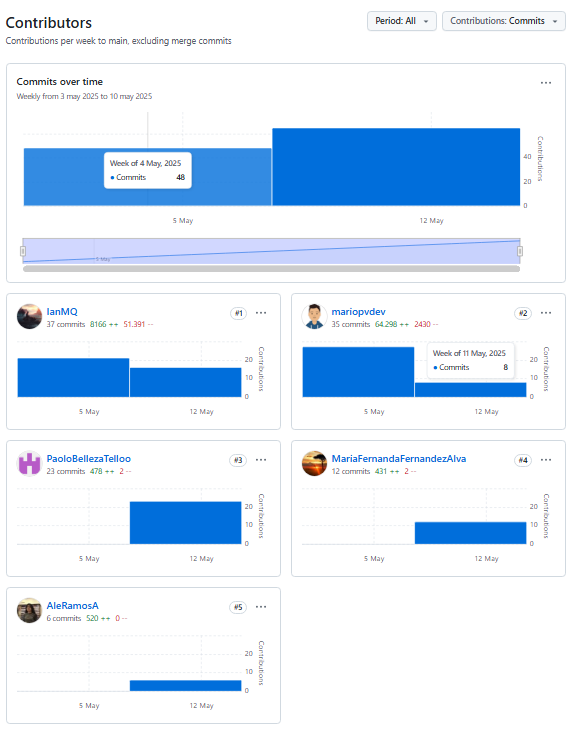 Contributors
Period: All
Contributions: Commits
Contributions per week to main, excluding merge commits
Commits over time
Weekly from 3 may 2025 to 10 may 2025
Week of 4 May, 2025
Commits 48
40
20
0
Contributions
5 May
12 May
5 May
IanMQ
#1
37 commits 8166 ++ 51.391 --
20
10
0
Contributions
5 May
12 May
mariopvdev
#2
35 commits 64.298 ++ 2430 --
Week of 11 May, 2025
Commits 8
20
10
0
Contributions
5 May
12 May
PaoloBellezaTelloo
#3
23 commits 478 ++ 2 --
20
10
0
Contributions
5 May
12 May
MariaFernandaFernandezAlva
#4
12 commits 431 ++ 2 --
20
10
0
Contributions
5 May
12 May
AleRamosA
#5
6 commits 520 ++ 0 --
20
10
0
Contributions
5 May
12 May